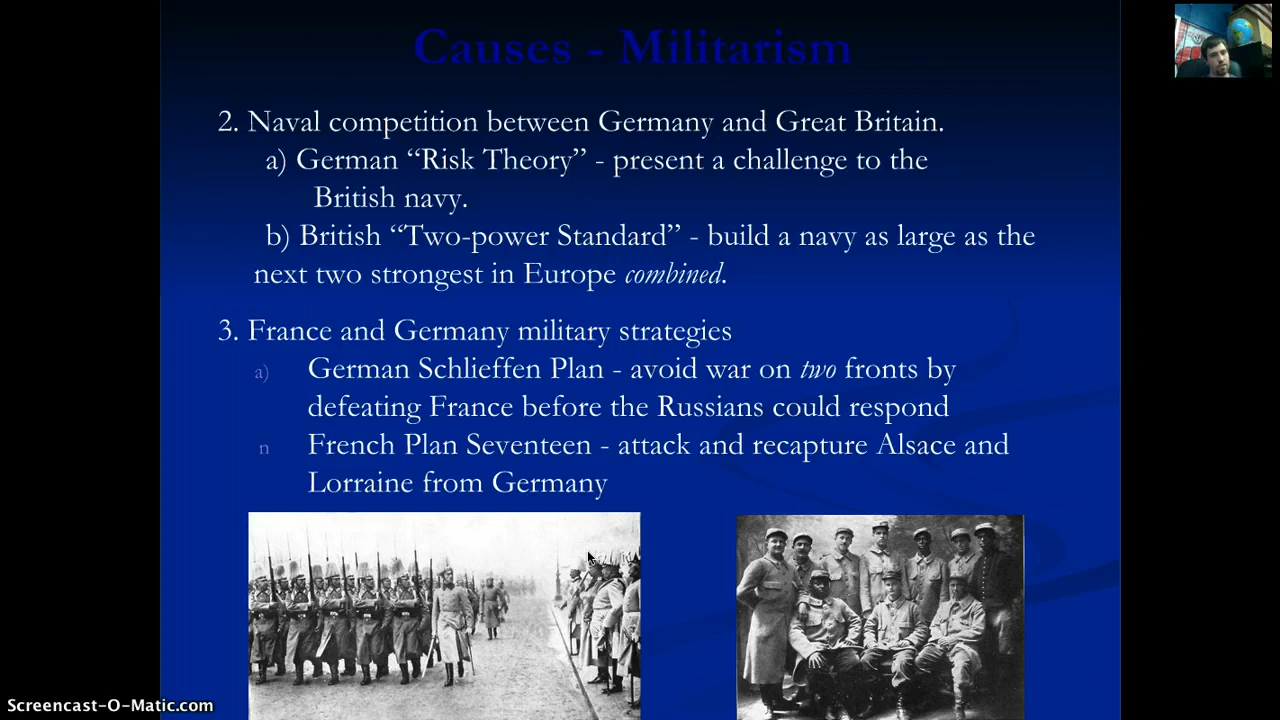 Causes - Militarism
2. Naval competition between Germany and Great Britain.
a) German “Risk Theory” - present a challenge to the
British navy.
b) British “Two-power Standard” - build a navy as large as the
next two strongest in Europe combined.
3. France and Germany military strategies
a) German Schlieffen Plan - avoid war on two fronts by
defeating France before the Russians could respond
n French Plan Seventeen - attack and recapture Alsace and
Lorraine from Germany
Screencast-O-Matic.com